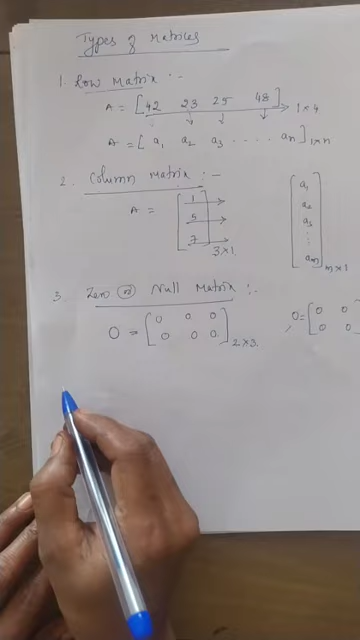 Types of Matrices
1. Row Matrix :-
A = [42 23 25 48] 1×4
A = [a1 a2 a3 .... an] 1×n
2. Column Matrix :-
A = [1
5
7] 3×1
[a1
a2
a3
⋮
am] m×1
3. Zero or Null Matrix :-
O = [0 0 0
0 0 0] 2×3
, O = [0 0
0 0